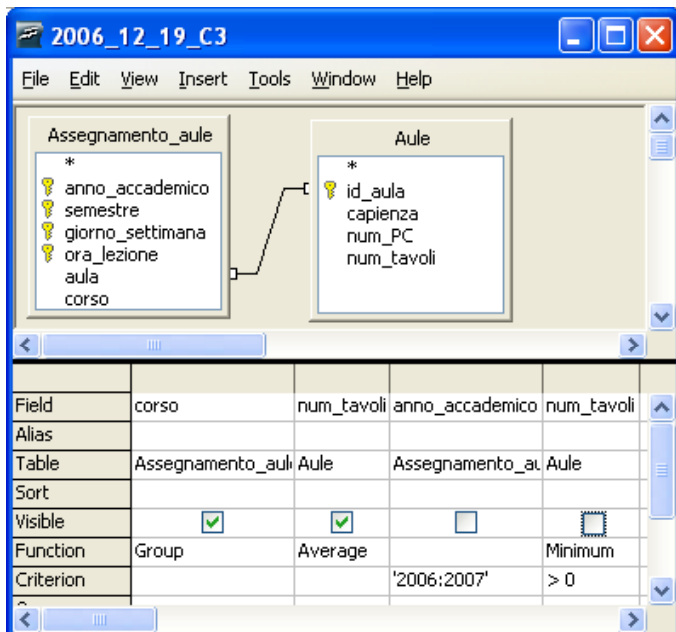 2006_12_19_C3
File Edit View Insert Tools Window Help
Assegnamento_aule
*
anno_accademico
semestre
giorno_settimana
ora_lezione
aula
corso
Aule
*
id_aula
capienza
num_PC
num_tavoli
Field corso num_tavoli anno_accademico num_tavoli
Alias
Table Assegnamento_aul Aule Assegnamento_au Aule
Sort
Visible
Function Group Average Minimum
Criterion '2006:2007' > 0